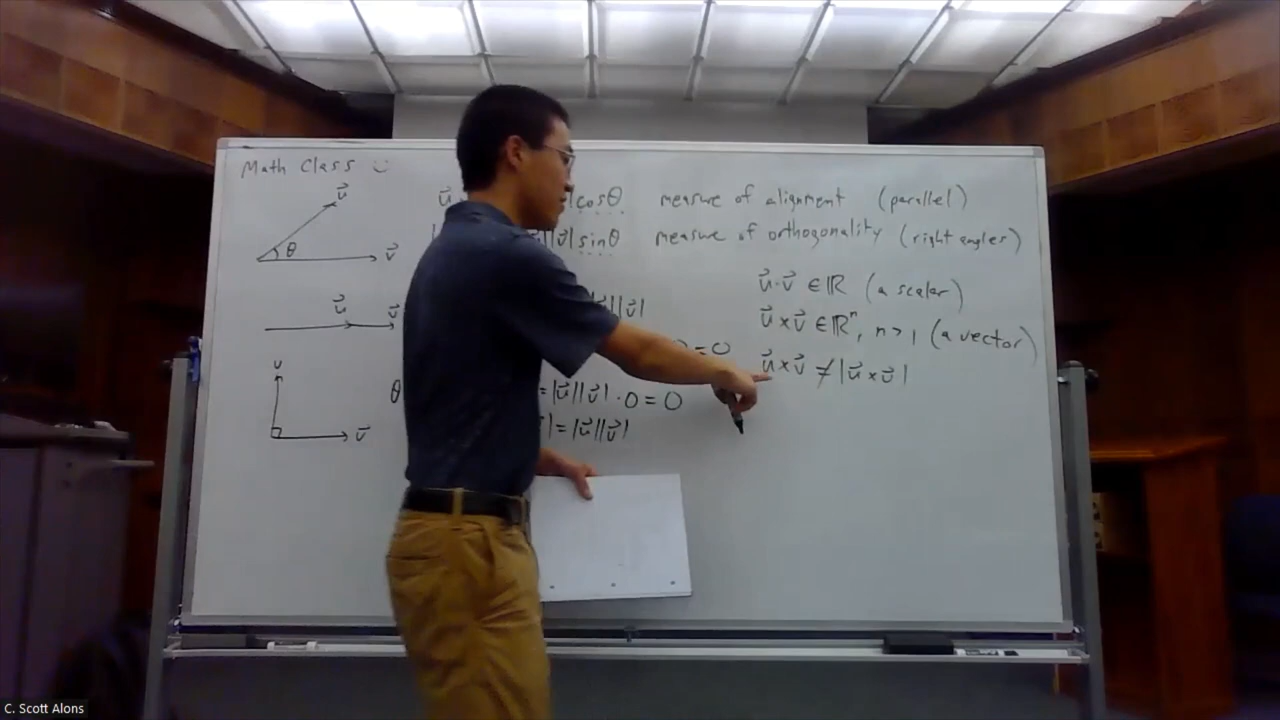 Math Class ☺
u⃗
θ
v⃗
u⃗ |cosθ measure of alignment (parallel)
|v⃗|sinθ measure of orthogonality (right angles)
u⃗·v⃗ ∈ ℝ (a scalar)
u⃗ v⃗ |v⃗|
u⃗×v⃗ ∈ ℝⁿ, n>1 (a vector)
=0
u⃗×v⃗ ≠ |u⃗×v⃗|
u
θ =|u⃗||v⃗|·0=0
v⃗ |=|u⃗||v⃗|
C. Scott Alons